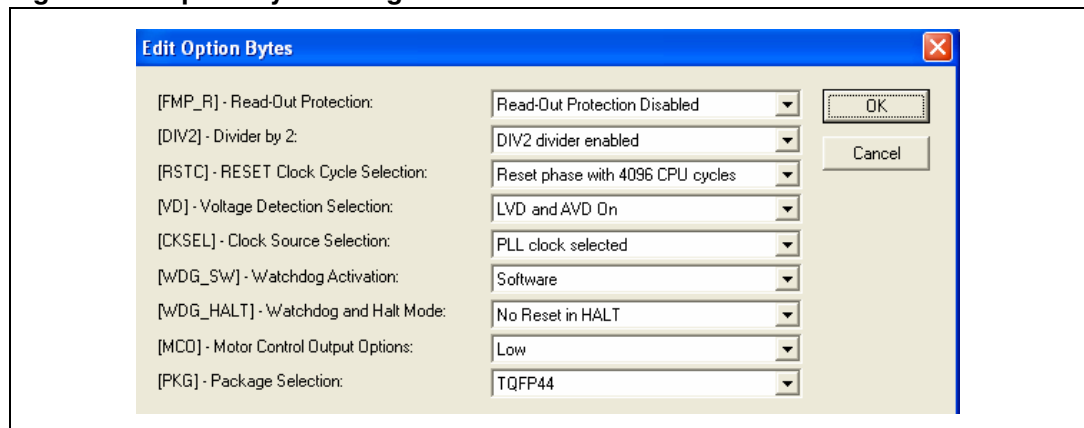 Edit Option Bytes
[FMP_R] - Read-Out Protection: Read-Out Protection Disabled OK
[DIV2] - Divider by 2: DIV2 divider enabled
Cancel
[RSTC] - RESET Clock Cycle Selection: Reset phase with 4096 CPU cycles
[VD] - Voltage Detection Selection: LVD and AVD On
[CKSEL] - Clock Source Selection: PLL clock selected
[WDG_SW] - Watchdog Activation: Software
[WDG_HALT] - Watchdog and Halt Mode: No Reset in HALT
[MCO] - Motor Control Output Options: Low
[PKG] - Package Selection: TQFP44